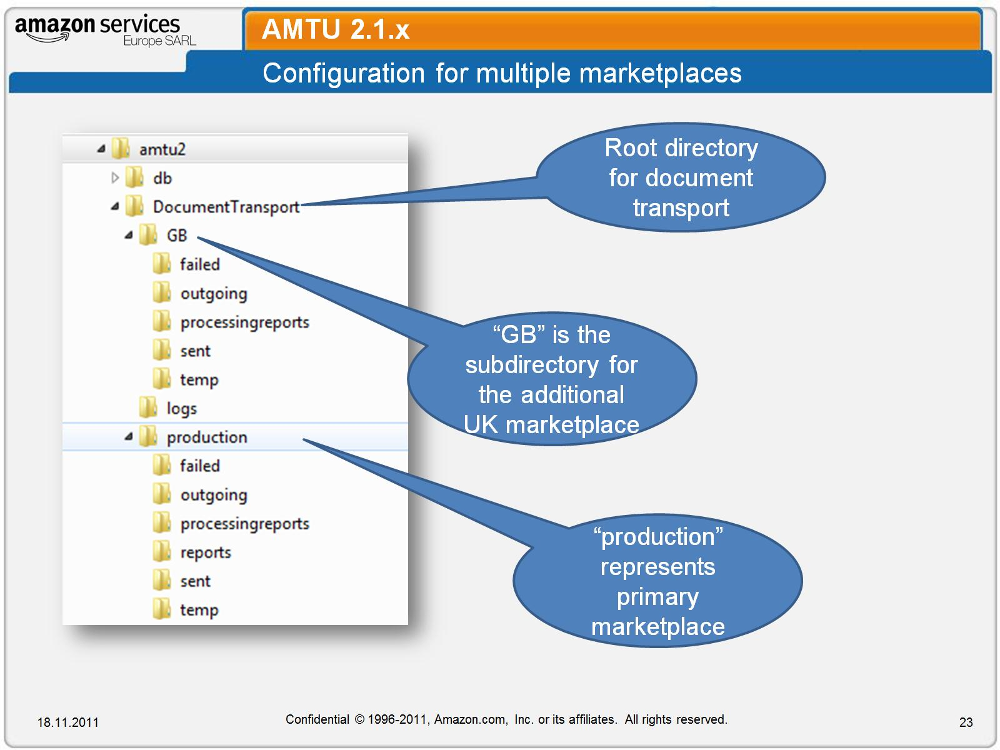 amazon services
Europe SARL
AMTU 2.1.x
Configuration for multiple marketplaces
amtu2
db
DocumentTransport
GB
failed
outgoing
processingreports
sent
temp
logs
production
failed
outgoing
processingreports
reports
sent
temp
Root directory
for document
transport
“GB” is the
subdirectory for
the additional
UK marketplace
“production”
represents
primary
marketplace
18.11.2011
Confidential © 1996-2011, Amazon.com, Inc. or its affiliates. All rights reserved.
23